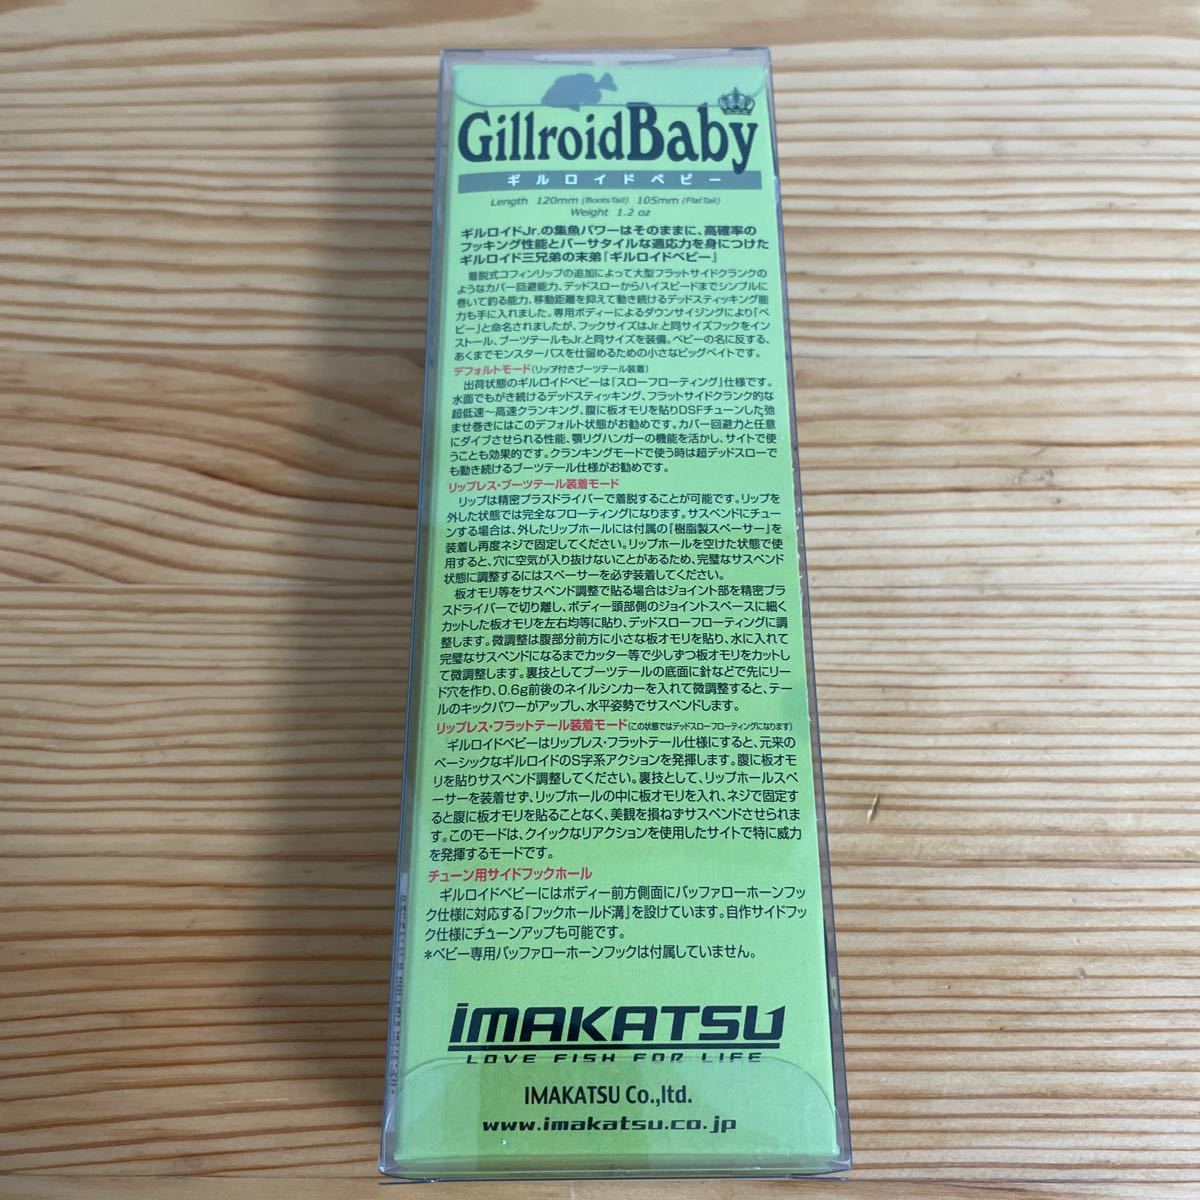 GillroidBaby
ギルロイドベビー
Length 120mm (BootsTail) 105mm (FlatTail)
Weight 1.2 oz
ギルロイドJr.の集魚パワーはそのままに、高確率の
フッキング性能とバーサタイルな適応力を身につけた
ギルロイド三兄弟の末弟『ギルロイドベビー』
着脱式コフィンリップの追加によって大型フラットサイドクランクの
ようなカバー回避能力、デッドスローからハイスピードまでシンプルに
巻いて釣る能力、移動距離を抑えて動き続けるデッドスティッキング能
力も手に入れました。専用ボディーによるダウンサイジングにより「ベ
ビー」と命名されましたが、フックサイズはJr.と同サイズフックをイン
ストール、ブーツテールもJr.と同サイズを装備。ベビーの名に反する、
あくまでモンスターバスを仕留めるための小さなビッグベイトです。
デフォルトモード(リップ付きブーツテール装着)
出荷状態のギルロイドベビーは『スローフローティング』仕様です。
水面でもがき続けるデッドスティッキング、フラットサイドクランク的な
超低速〜高速クランキング、腹に板オモリを貼りDSFチューンした弛
ませ巻きにはこのデフォルト状態がお勧めです。カバー回避力と任意
にダイブさせられる性能、顎リグハンガーの機能を活かし、サイトで使
うことも効果的です。クランキングモードで使う時は超デッドスローで
も動き続けるブーツテール仕様がお勧めです。
リップレス・ブーツテール装着モード
リップは精密プラスドライバーで着脱することが可能です。リップを
外した状態では完全なフローティングになります。サスペンドにチュー
ンする場合は、外したリップホールには付属の「樹脂製スペーサー」を
装着し再度ネジで固定してください。リップホールを空けた状態で使
用すると、穴に空気が入り抜けないことがあるため、完璧なサスペンド
状態に調整するにはスペーサーを必ず装着してください。
板オモリ等をサスペンド調整で貼る場合はジョイント部を精密プラ
スドライバーで切り離し、ボディー頭部側のジョイントスペースに細く
カットした板オモリを左右均等に貼り、デッドスローフローティングに調
整します。微調整は腹部分前方に小さな板オモリを貼り、水に入れて
完璧なサスペンドになるまでカッター等で少しずつ板オモリをカットし
て微調整します。裏技としてブーツテールの底面に針などで先にリー
ド穴を作り、0.6g前後のネイルシンカーを入れて微調整すると、テー
ルのキックパワーがアップし、水平姿勢でサスペンドします。
リップレス・フラットテール装着モード(この状態ではデッドスローフローティングになります)
ギルロイドベビーはリップレス・フラットテール仕様にすると、元来の
ベーシックなギルロイドのS字系アクションを発揮します。腹に板オモ
リを貼りサスペンド調整してください。裏技として、リップホールスペ
ーサーを装着せず、リップホールの中に板オモリを入れ、ネジで固定す
ると腹に板オモリを貼ることなく、美観を損ねずサスペンドさせられま
す。このモードは、クイックなリアクションを使用したサイトで特に威力
を発揮するモードです。
チューン用サイドフックホール
ギルロイドベビーにはボディー前方側面にバッファローホーンフッ
ク仕様に対応する『フックホールド溝』を設けています。自作サイドフッ
ク仕様にチューンアップも可能です。
*ベビー専用バッファローホーンフックは付属していません。
imAKATSU
LOVE FISH FOR LIFE
IMAKATSU Co.,ltd.
www.imakatsu.co.jp